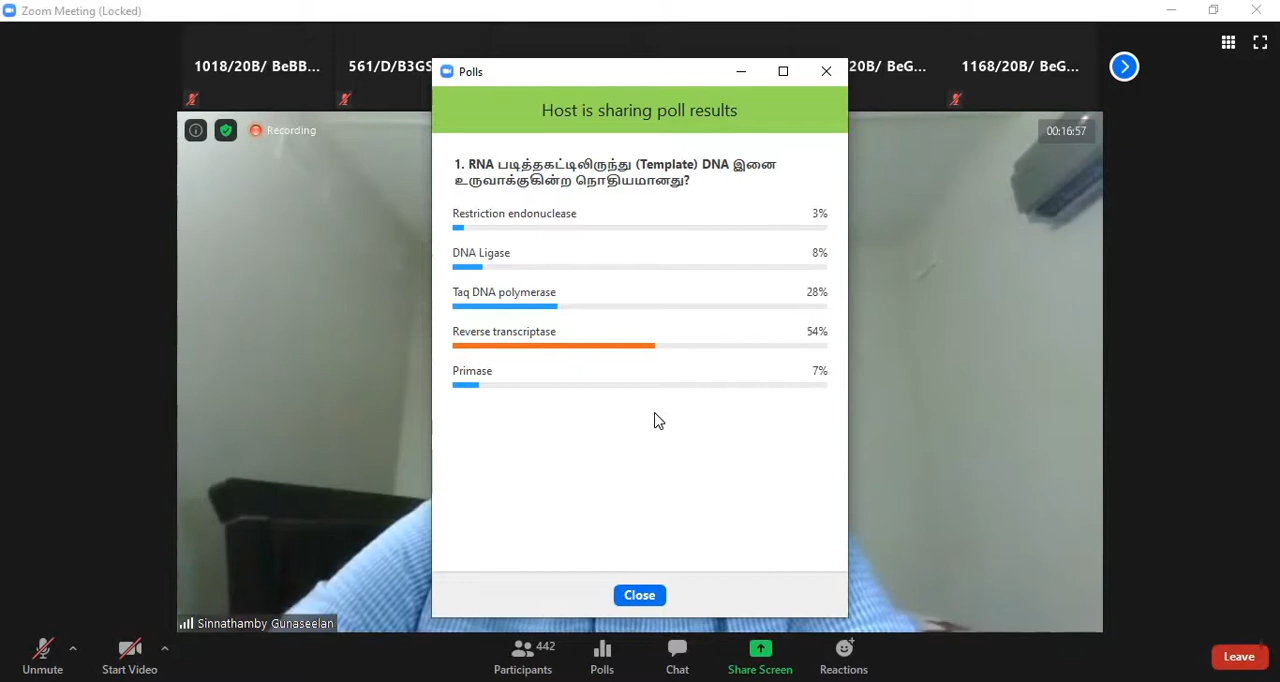 Zoom Meeting (Locked)
1018/20B/ BeBB...
561/D/B3GS
20B/ BeG...
1168/20B/ BeG...
Recording
00:16:57
Polls
Host is sharing poll results
1. RNA படித்தகட்டிலிருந்து (Template) DNA இனை
உருவாக்குகின்ற நொதியமானது?
Restriction endonuclease 3%
DNA Ligase 8%
Taq DNA polymerase 28%
Reverse transcriptase 54%
Primase 7%
Close
Sinnathamby Gunaseelan
442
Unmute
Start Video
Participants
Polls
Chat
Share Screen
Reactions
Leave